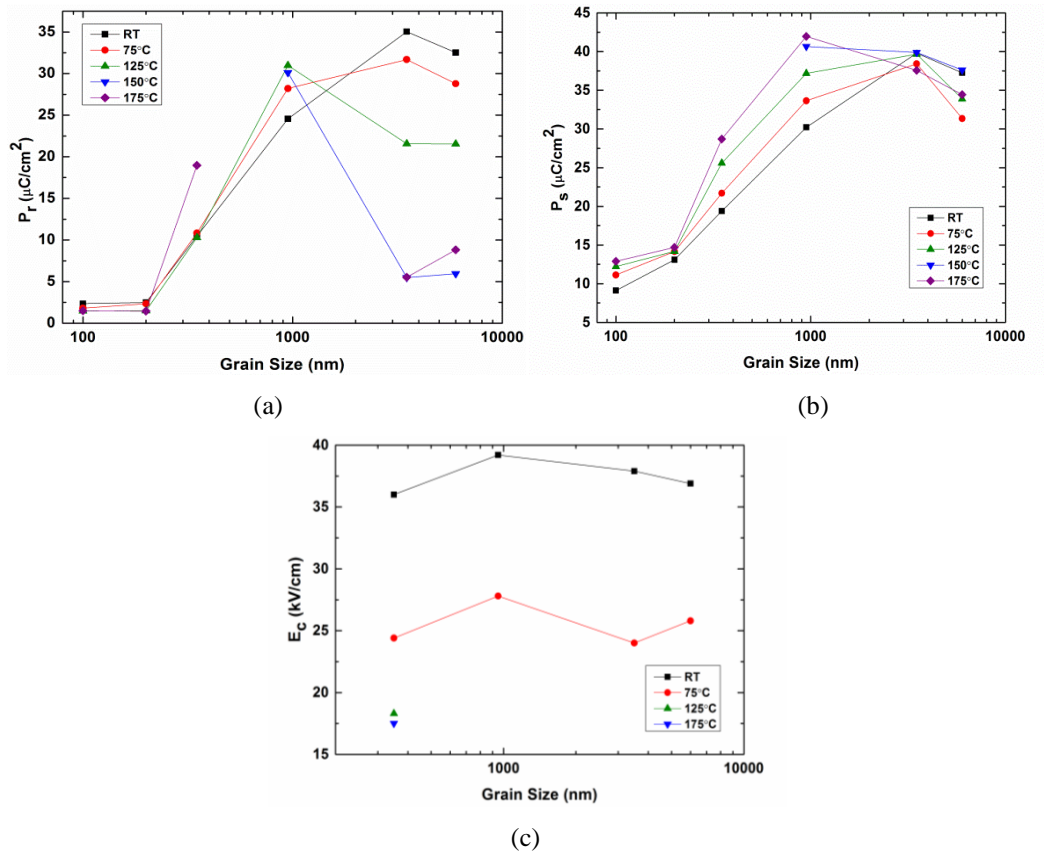 35
30
25
20
15
10
5
0
P_r (μC/cm²)
RT
75°C
125°C
150°C
175°C
100 1000 10000
Grain Size (nm)
(a)
45
40
35
30
25
20
15
10
5
P_s (μC/cm²)
RT
75°C
125°C
150°C
175°C
100 1000 10000
Grain Size (nm)
(b)
40
35
30
25
20
15
E_C (kV/cm)
RT
75°C
125°C
175°C
1000 10000
Grain Size (nm)
(c)